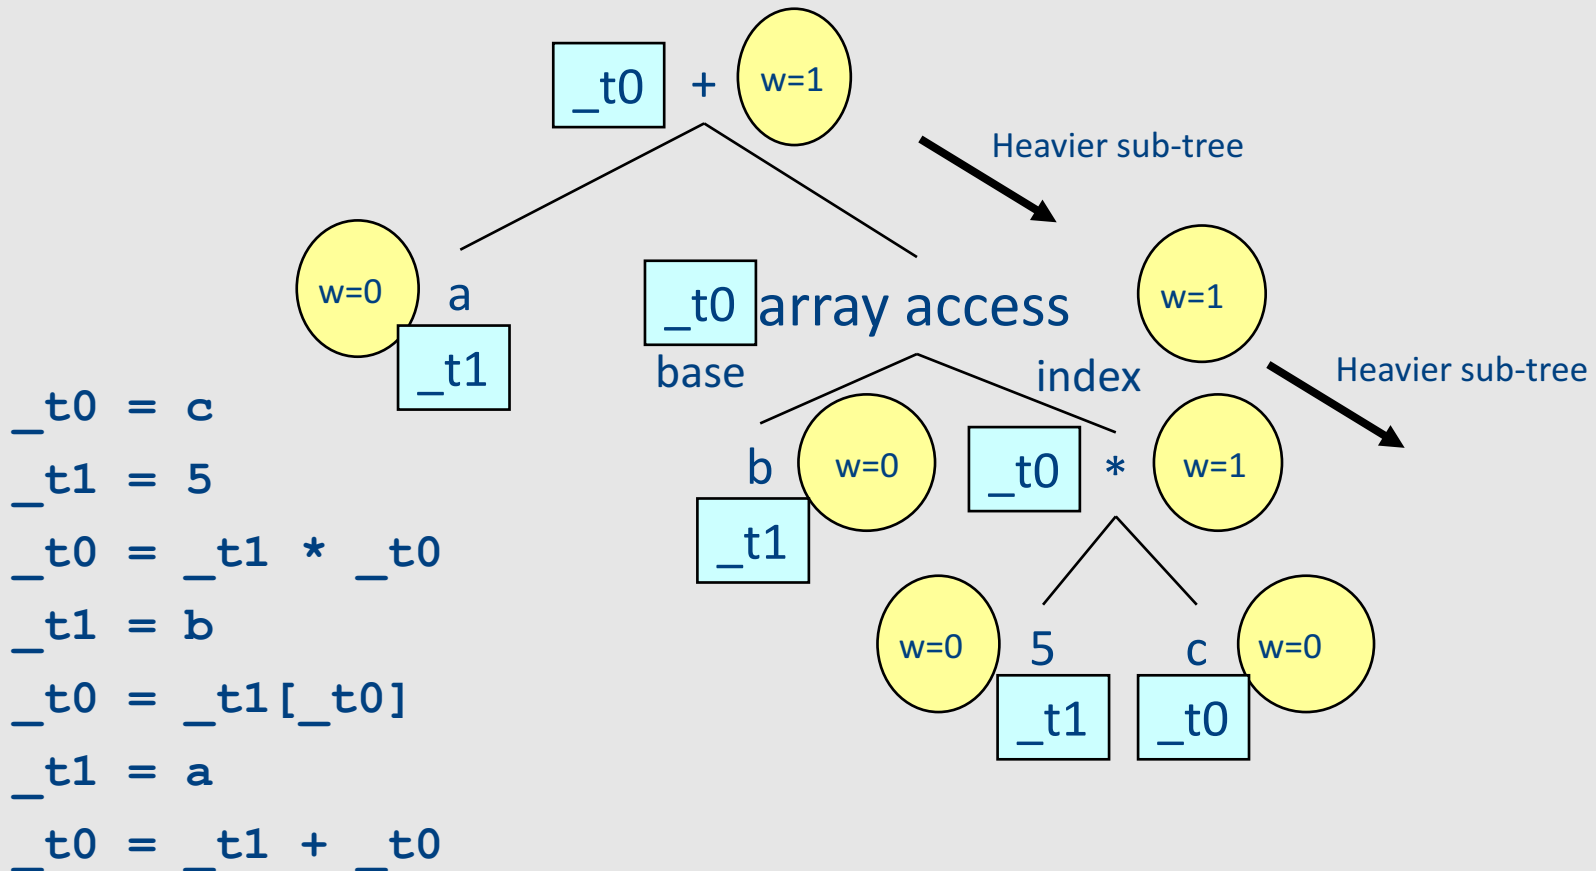 _t0 + w=1
Heavier sub-tree
w=0 a _t0 array access w=1
_t1 base index Heavier sub-tree
b w=0 _t0 * w=1
_t1
w=0 5 c w=0
_t1 _t0
_t0 = c
_t1 = 5
_t0 = _t1 * _t0
_t1 = b
_t0 = _t1[_t0]
_t1 = a
_t0 = _t1 + _t0